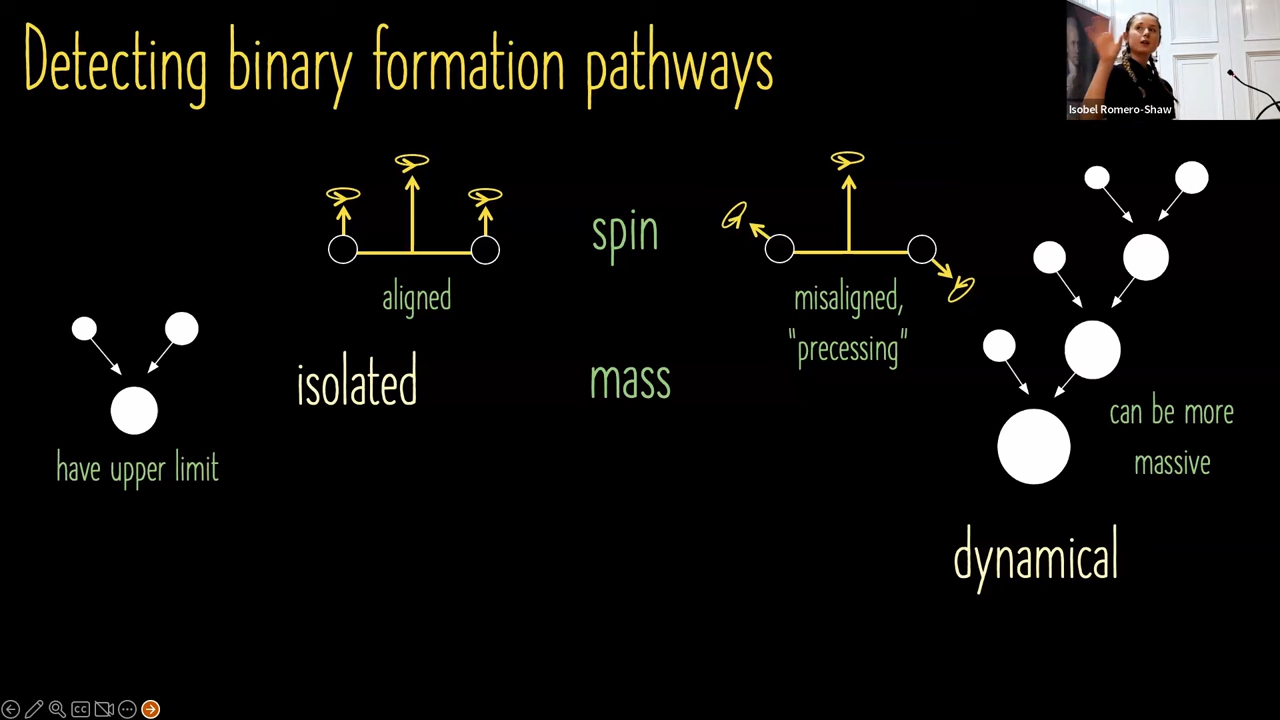 Detecting binary formation pathways
Isobel Romero-Shaw
spin
aligned
misaligned,
"precessing"
isolated
mass
can be more
massive
have upper limit
dynamical
CC